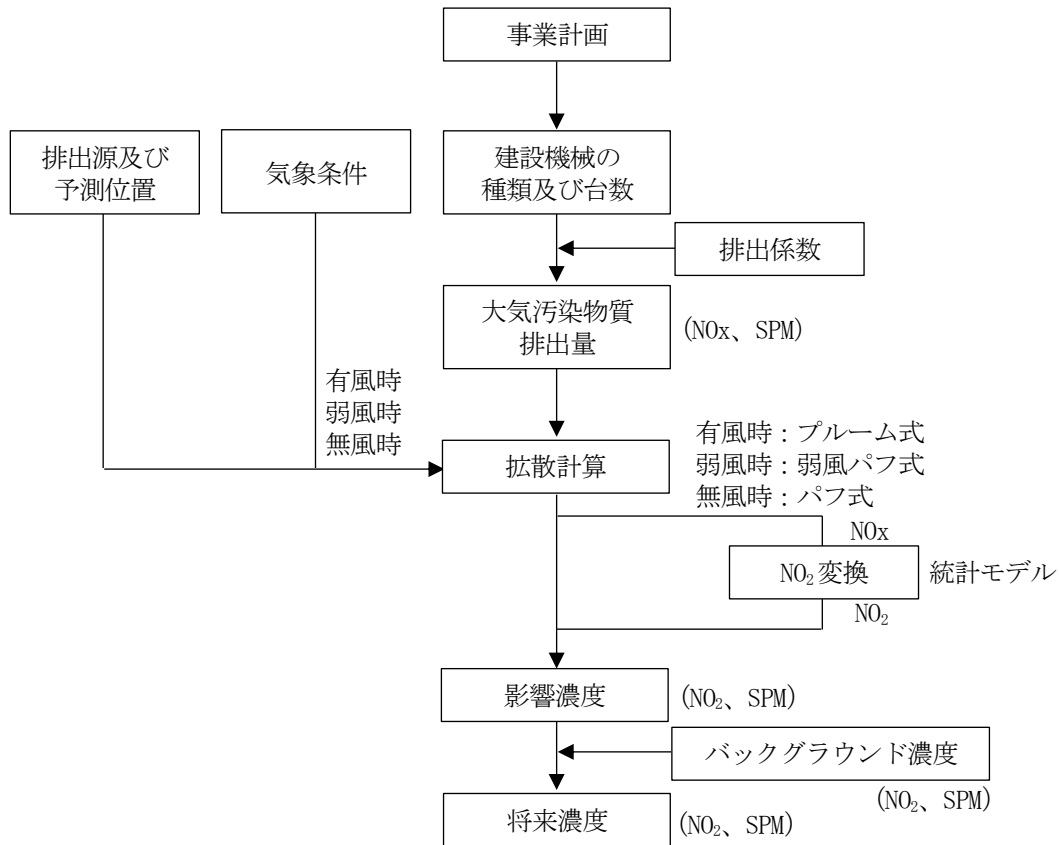 事業計画
排出源及び
予測位置
気象条件
建設機械の
種類及び台数
排出係数
大気汚染物質
排出量
(NOx、SPM)
有風時
弱風時
無風時
拡散計算
有風時：プルーム式
弱風時：弱風パフ式
無風時：パフ式
NOx
NO₂変換
統計モデル
NO₂
影響濃度
(NO₂、SPM)
バックグラウンド濃度
(NO₂、SPM)
将来濃度
(NO₂、SPM)